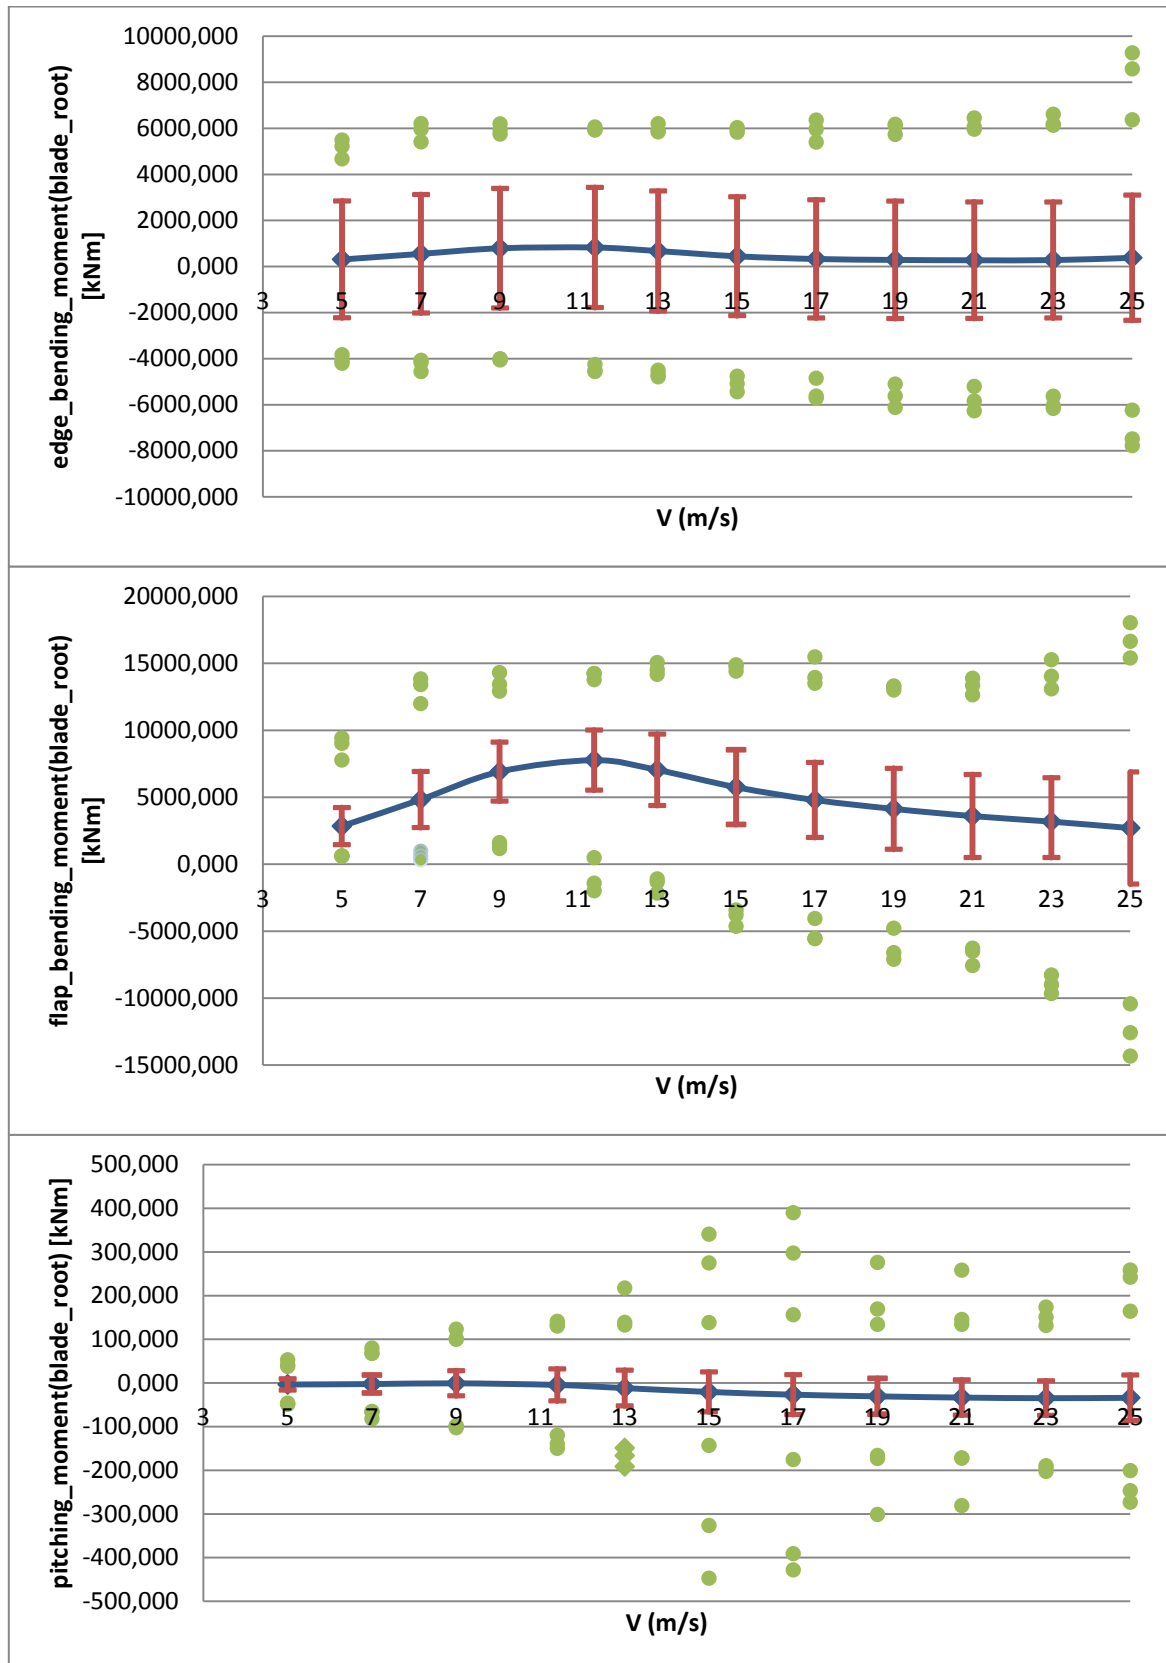 edge_bending_moment(blade_root)
[kNm]
10000,000
8000,000
6000,000
4000,000
2000,000
0,000
-2000,000
-4000,000
-6000,000
-8000,000
-10000,000
3 5 7 9 11 13 15 17 19 21 23 25
V (m/s)
flap_bending_moment(blade_root)
[kNm]
20000,000
15000,000
10000,000
5000,000
0,000
-5000,000
-10000,000
-15000,000
3 5 7 9 11 13 15 17 19 21 23 25
V (m/s)
pitching_moment(blade_root) [kNm]
500,000
400,000
300,000
200,000
100,000
0,000
-100,000
-200,000
-300,000
-400,000
-500,000
3 5 7 9 11 13 15 17 19 21 23 25
V (m/s)